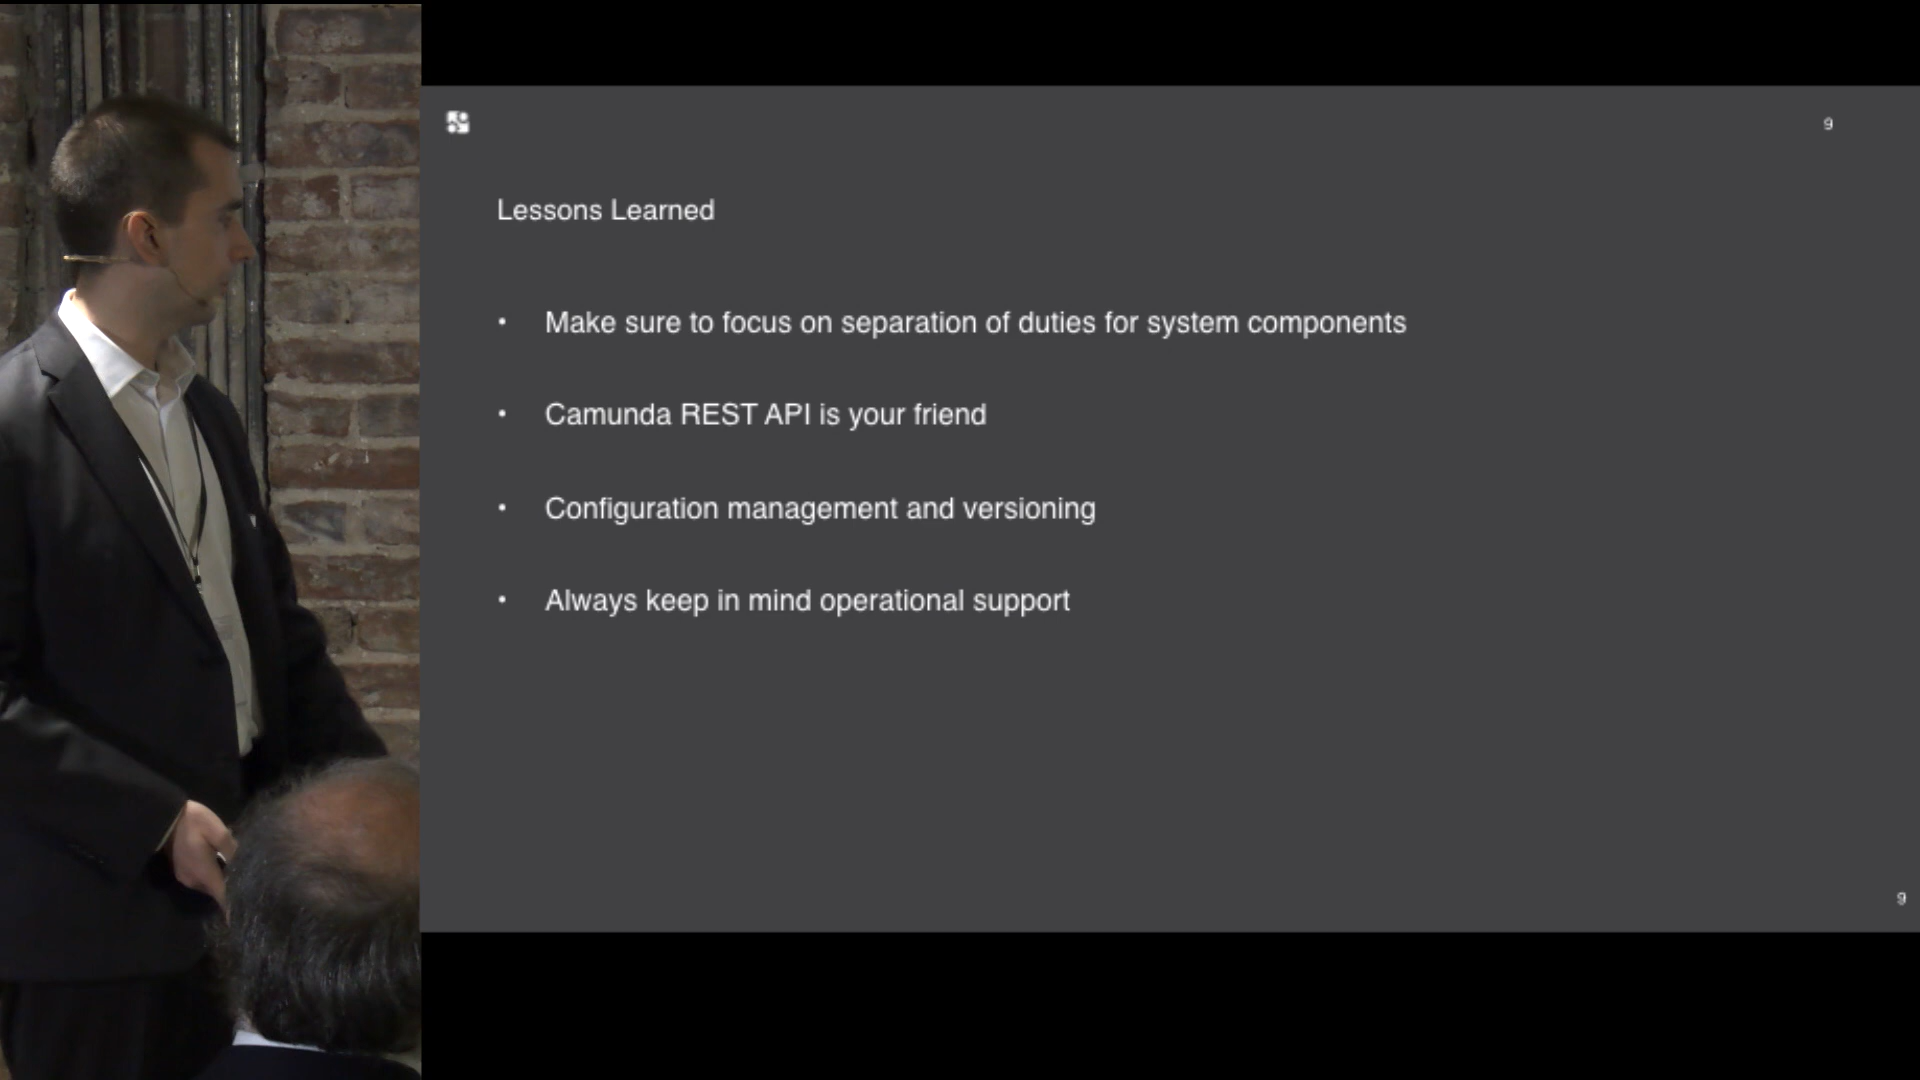 9
Lessons Learned
• Make sure to focus on separation of duties for system components
• Camunda REST API is your friend
• Configuration management and versioning
• Always keep in mind operational support
9